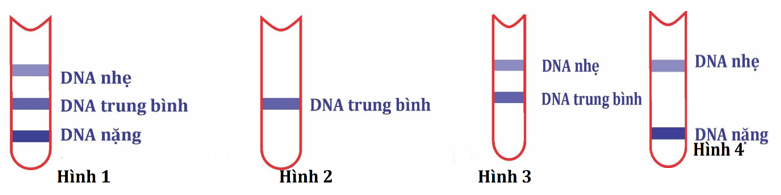 DNA nhẹ
DNA trung bình
DNA nặng
Hình 1
DNA trung bình
Hình 2
DNA nhẹ
DNA trung bình
Hình 3
DNA nhẹ
DNA nặng
Hình 4